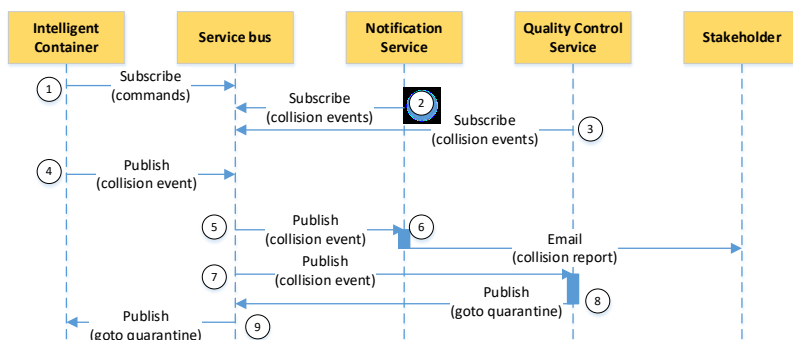 Intelligent
Container
Service bus
Notification
Service
Quality Control
Service
Stakeholder
1
Subscribe
(commands)
Subscribe
(collision events)
2
Subscribe
(collision events)
3
4
Publish
(collision event)
5
Publish
(collision event)
6
Email
(collision report)
7
Publish
(collision event)
Publish
(goto quarantine)
8
Publish
(goto quarantine)
9